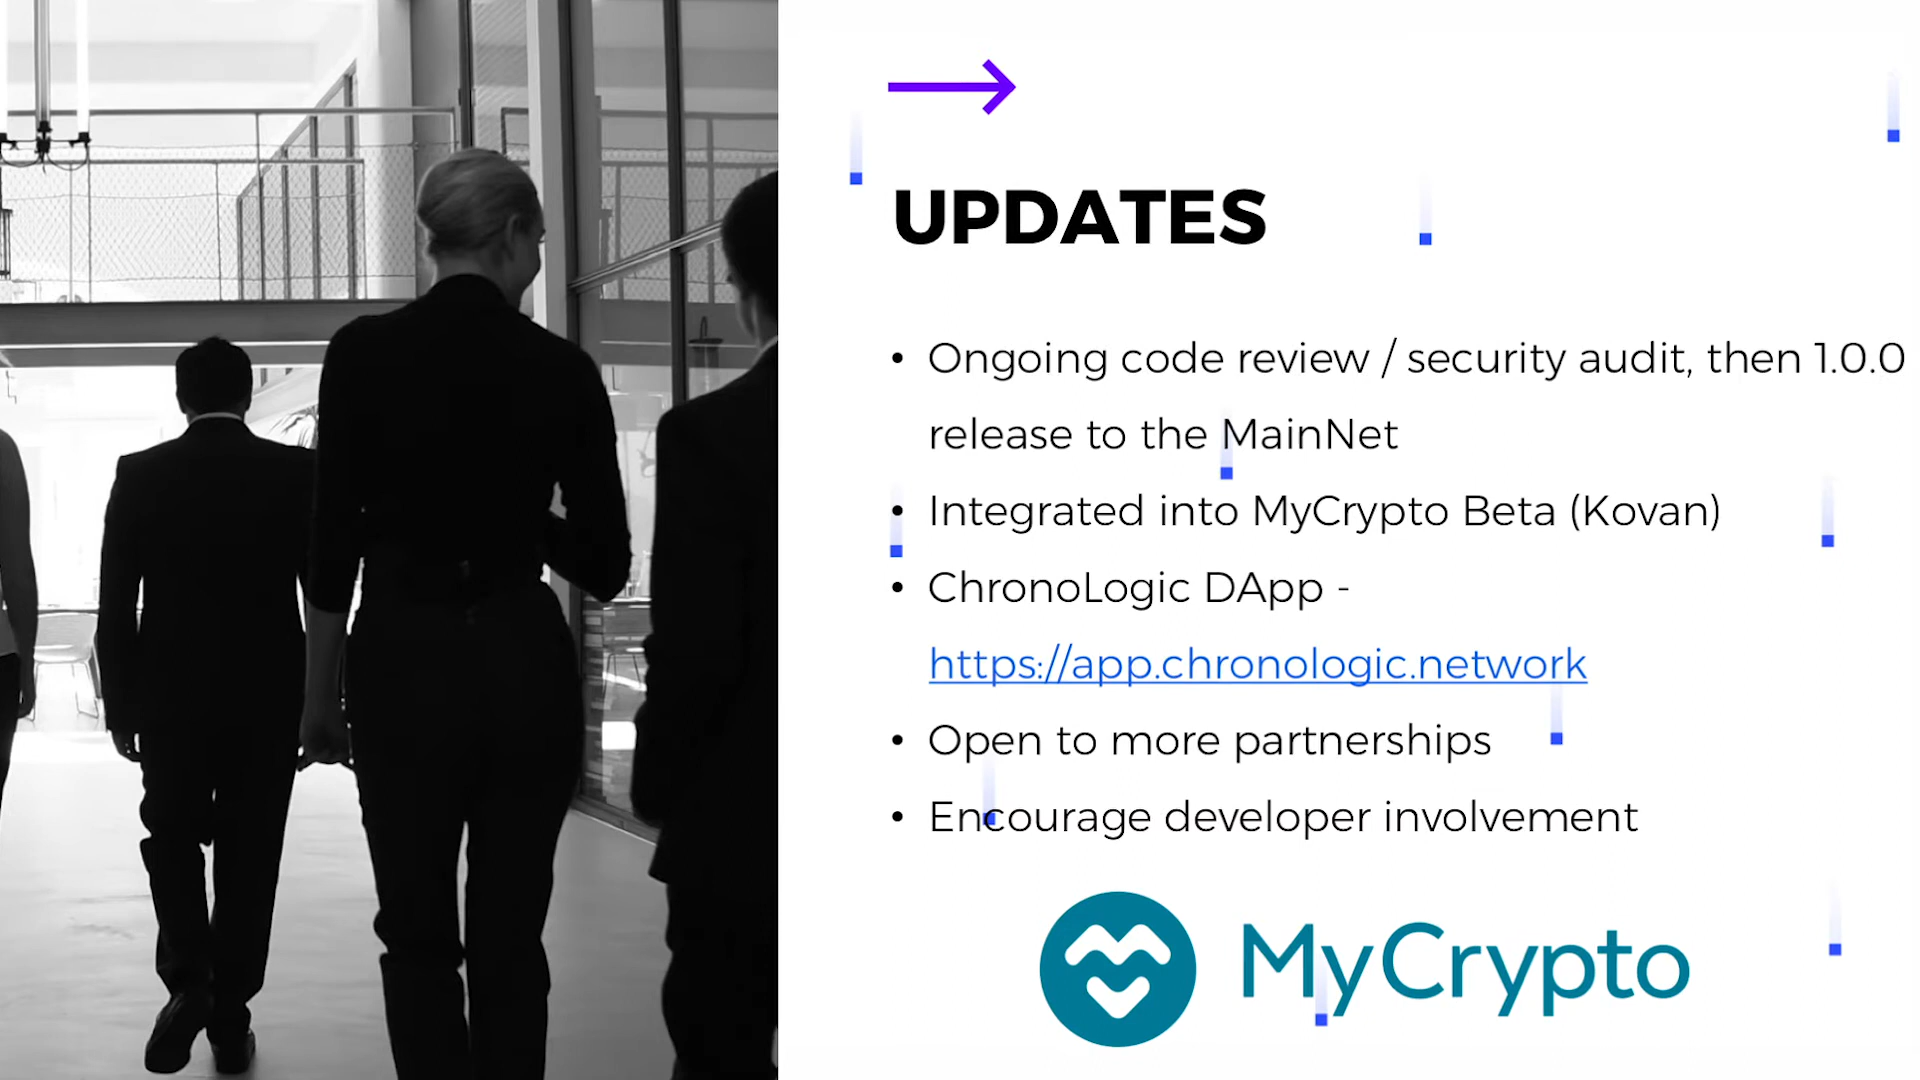 UPDATES
• Ongoing code review / security audit, then 1.0.0
release to the MainNet
• Integrated into MyCrypto Beta (Kovan)
• ChronoLogic DApp -
https://app.chronologic.network
• Open to more partnerships
• Encourage developer involvement
MyCrypto